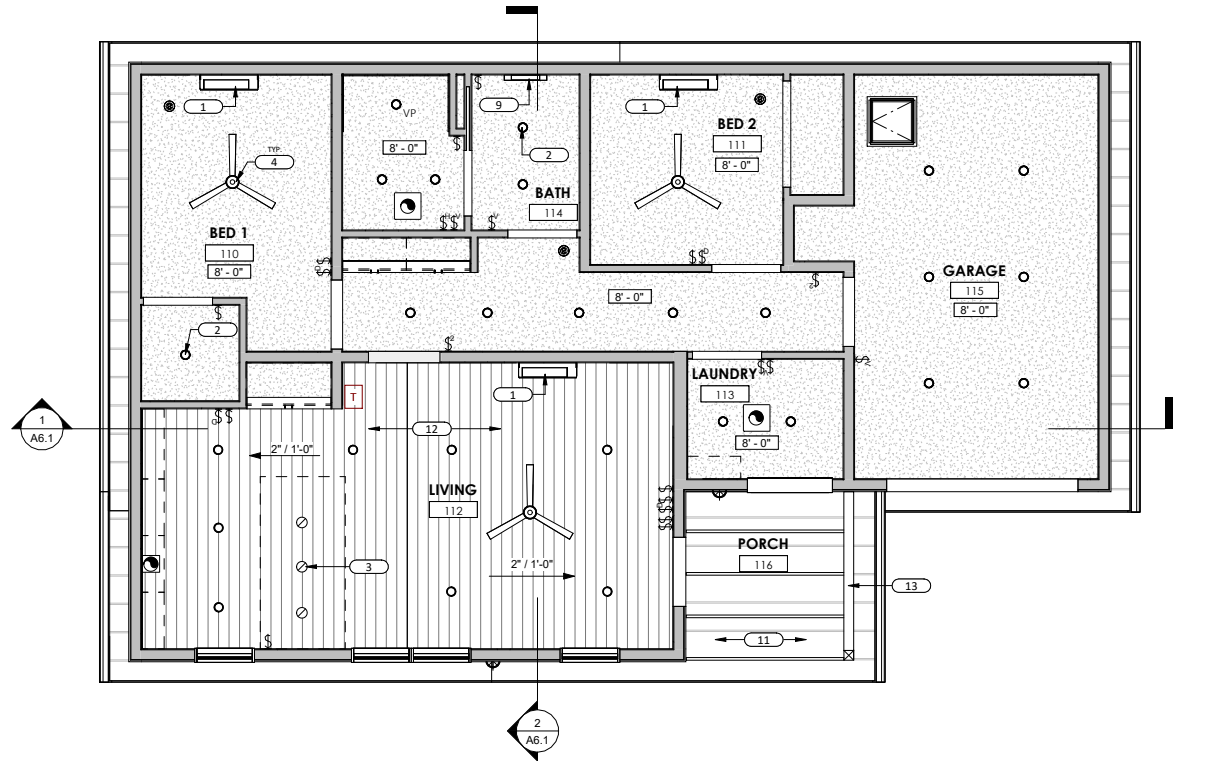 1
VP
9
1
BED 2
111
8' - 0"
8' - 0"
TYP.
4
2
BATH
114
BED 1
110
8' - 0"
GARAGE
115
8' - 0"
8' - 0"
2
1
LAUNDRY
113
8' - 0"
T
1
A6.1
12
2" / 1'-0"
LIVING
112
PORCH
116
3
2" / 1'-0"
13
11
2
A6.1